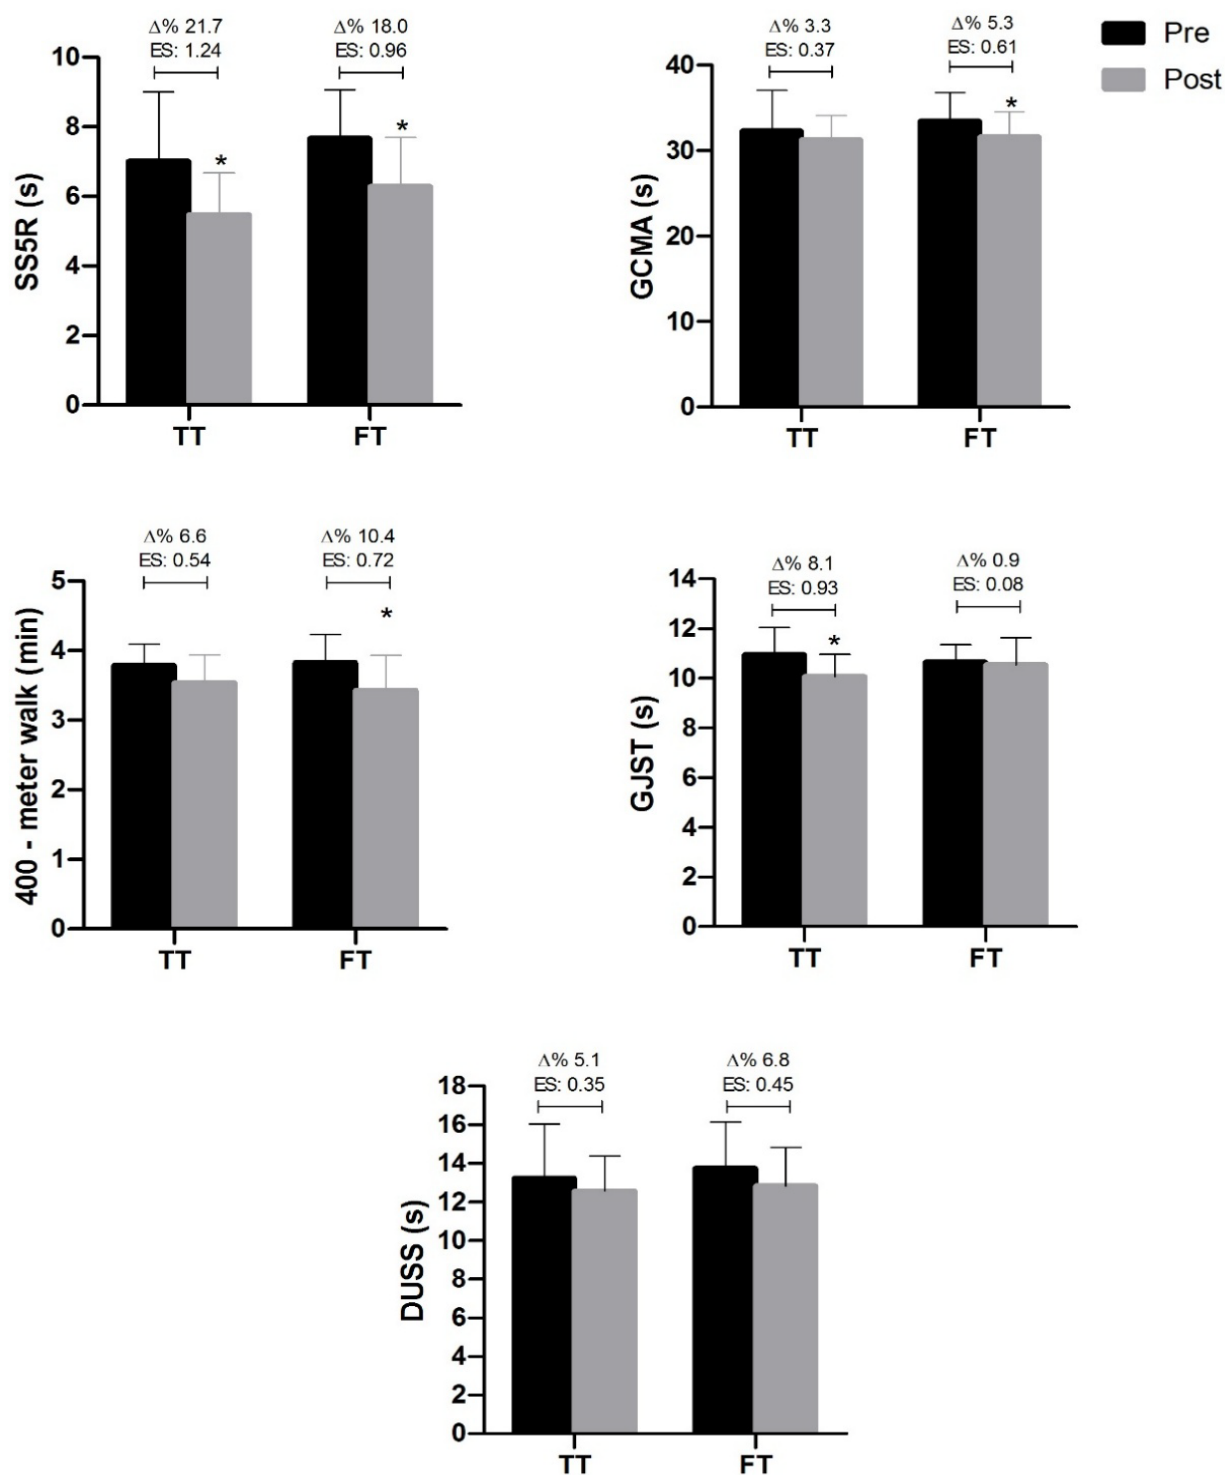 Δ% 21.7
ES: 1.24
Δ% 18.0
ES: 0.96
10
8
6
4
2
0
SS5R (s)
*
*
TT
FT
Δ% 3.3
ES: 0.37
Δ% 5.3
ES: 0.61
40
30
20
10
0
GCMA (s)
*
TT
FT
Pre
Post
Δ% 6.6
ES: 0.54
Δ% 10.4
ES: 0.72
5
4
3
2
1
0
400 - meter walk (min)
*
TT
FT
Δ% 8.1
ES: 0.93
Δ% 0.9
ES: 0.08
14
12
10
8
6
4
2
0
GJST (s)
*
TT
FT
Δ% 5.1
ES: 0.35
Δ% 6.8
ES: 0.45
18
16
14
12
10
8
6
4
2
0
DUSS (s)
TT
FT